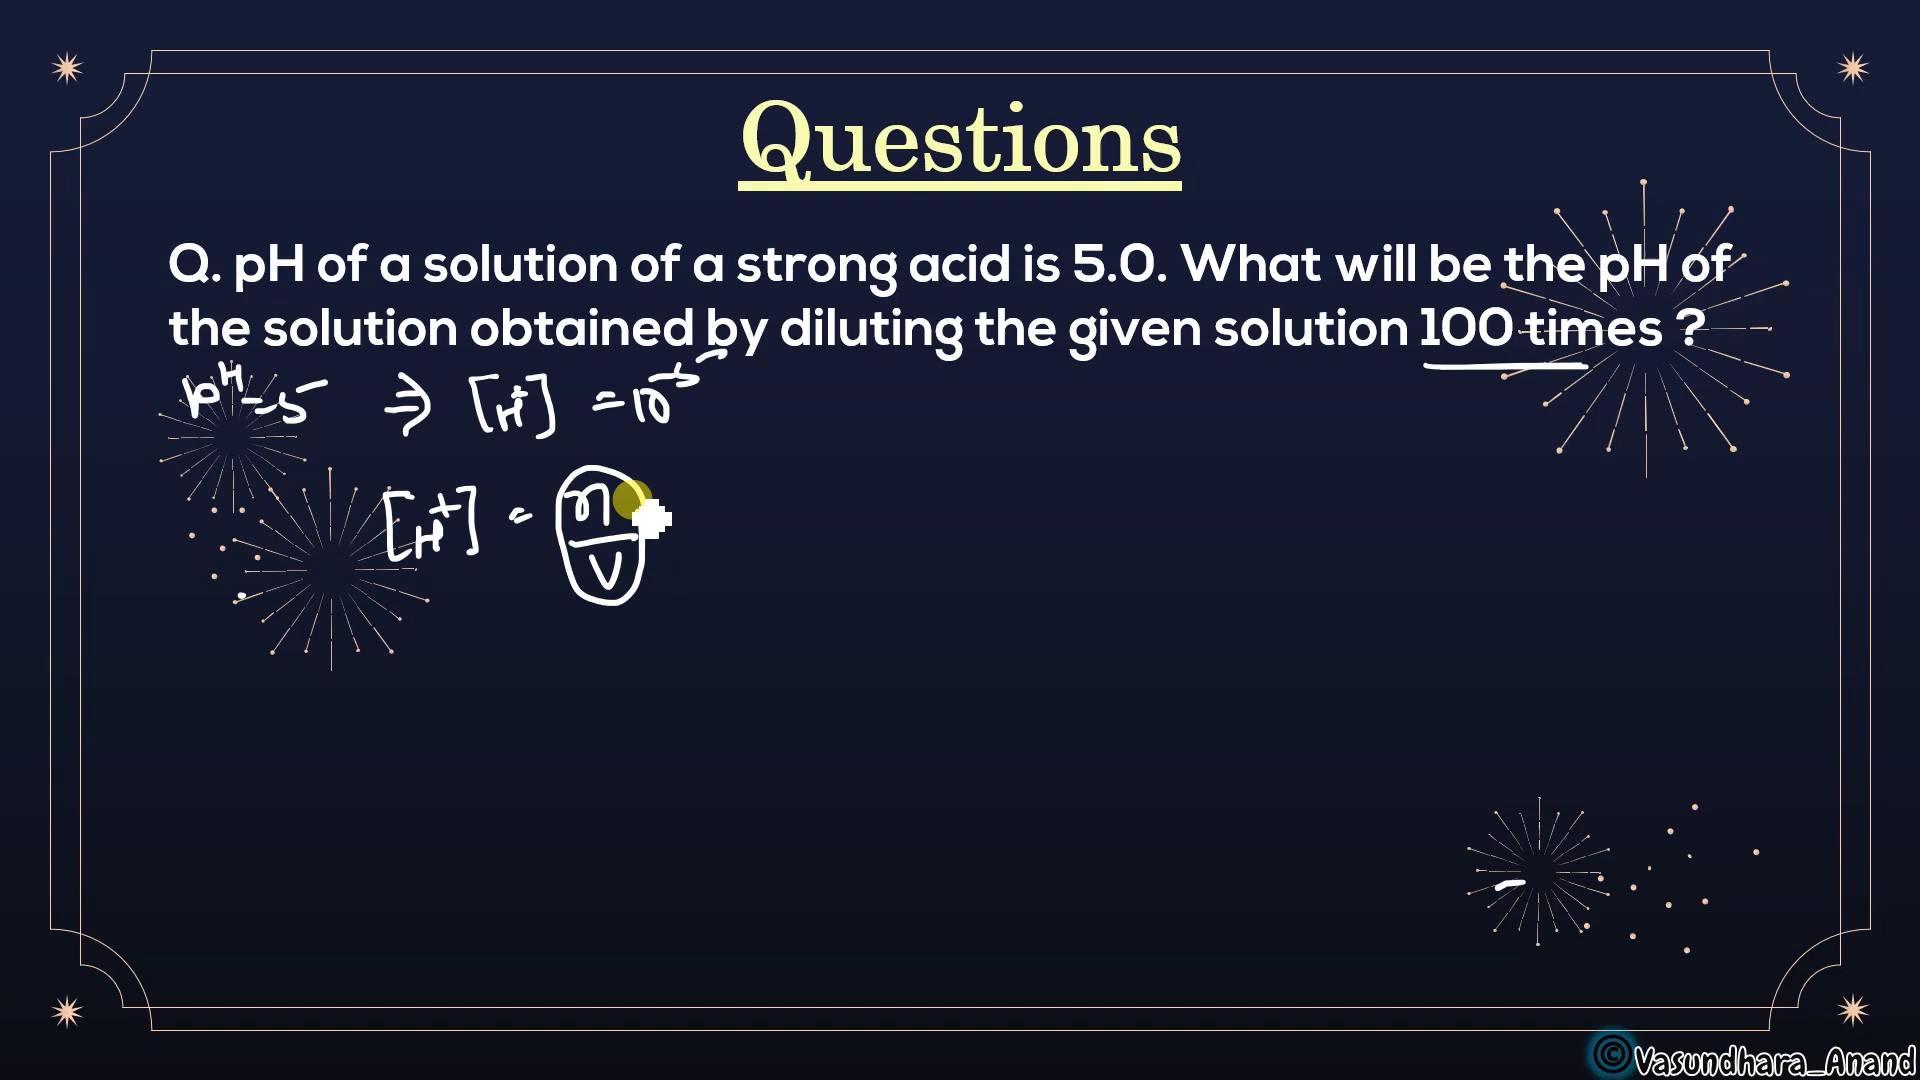 Questions
Q. pH of a solution of a strong acid is 5.0. What will be the pH of
the solution obtained by diluting the given solution 100 times ?
pH = 5 ⇒ [H⁺] = 10⁻⁵
[H⁺] = n/V
© Vasundhara_Anand